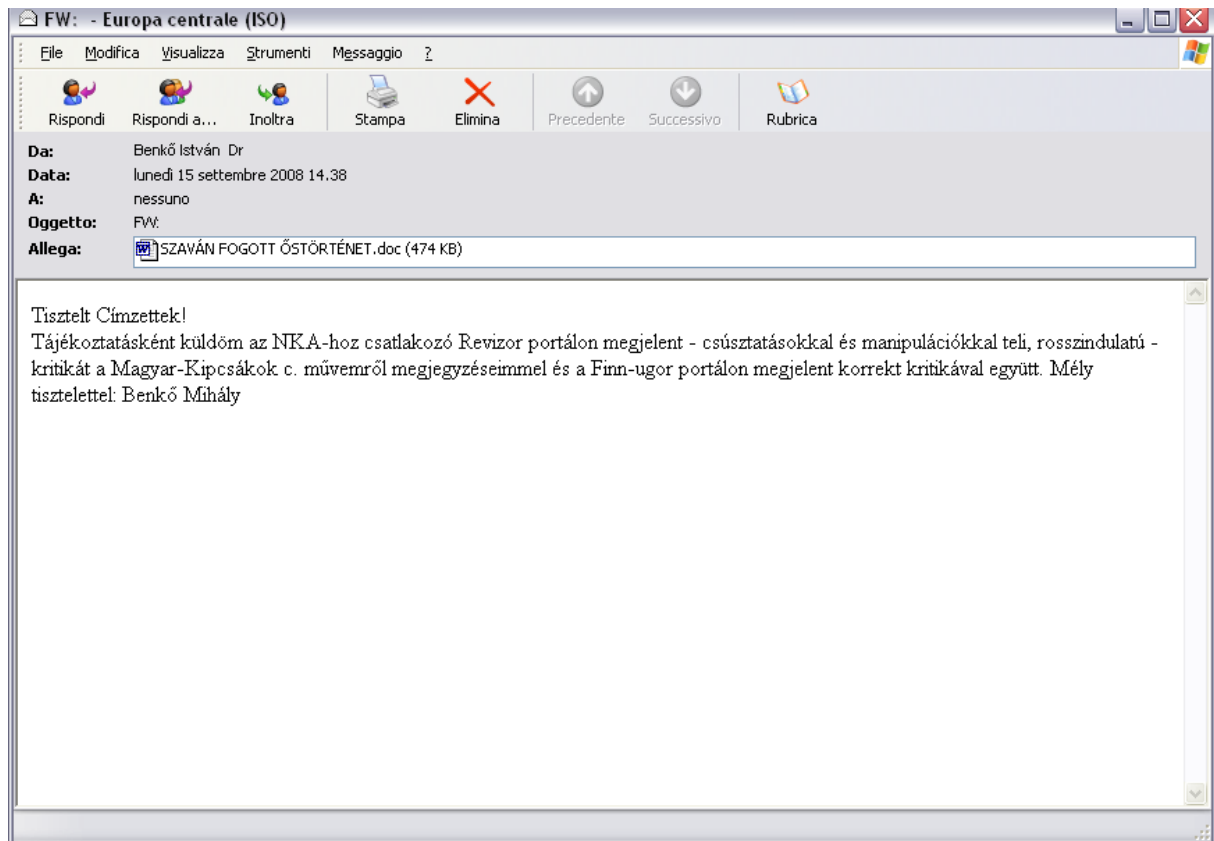 FW:  - Europa centrale (ISO)
File Modifica Visualizza Strumenti Messaggio ?
Rispondi Rispondi a... Inoltra Stampa Elimina Precedente Successivo Rubrica
Da: Benkő István Dr
Data: lunedì 15 settembre 2008 14.38
A: nessuno
Oggetto: FW:
Allega: SZAVÁN FOGOTT ŐSTÖRTÉNET.doc (474 KB)
Tisztelt Címzettek!
Tájékoztatásként küldöm az NKA-hoz csatlakozó Revizor portálon megjelent - csúsztatásokkal és manipulációkkal teli, rosszindulatú -
kritikát a Magyar-Kipcsákok c. művemről megjegyzéseimmel és a Finn-ugor portálon megjelent korrekt kritikával együtt. Mély
tisztelettel: Benkő Mihály